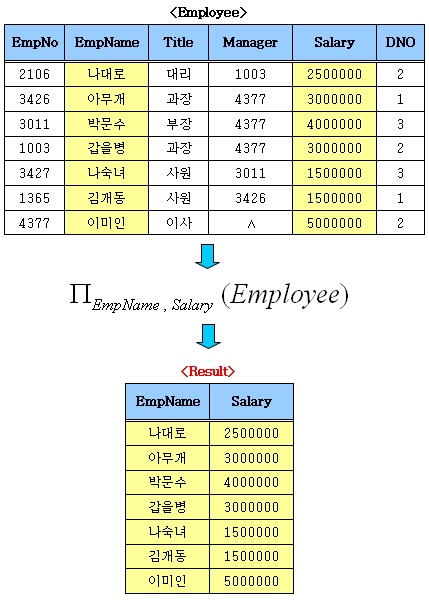 <Employee>
EmpNo EmpName Title Manager Salary DNO
2106 나대로 대리 1003 2500000 2
3426 아무개 과장 4377 3000000 1
3011 박문수 부장 4377 4000000 3
1003 갑을병 과장 4377 3000000 2
3427 나숙녀 사원 3011 1500000 3
1365 김개동 사원 3426 1500000 1
4377 이미인 이사 ∧ 5000000 2
∏EmpName , Salary (Employee)
<Result>
EmpName Salary
나대로 2500000
아무개 3000000
박문수 4000000
갑을병 3000000
나숙녀 1500000
김개동 1500000
이미인 5000000